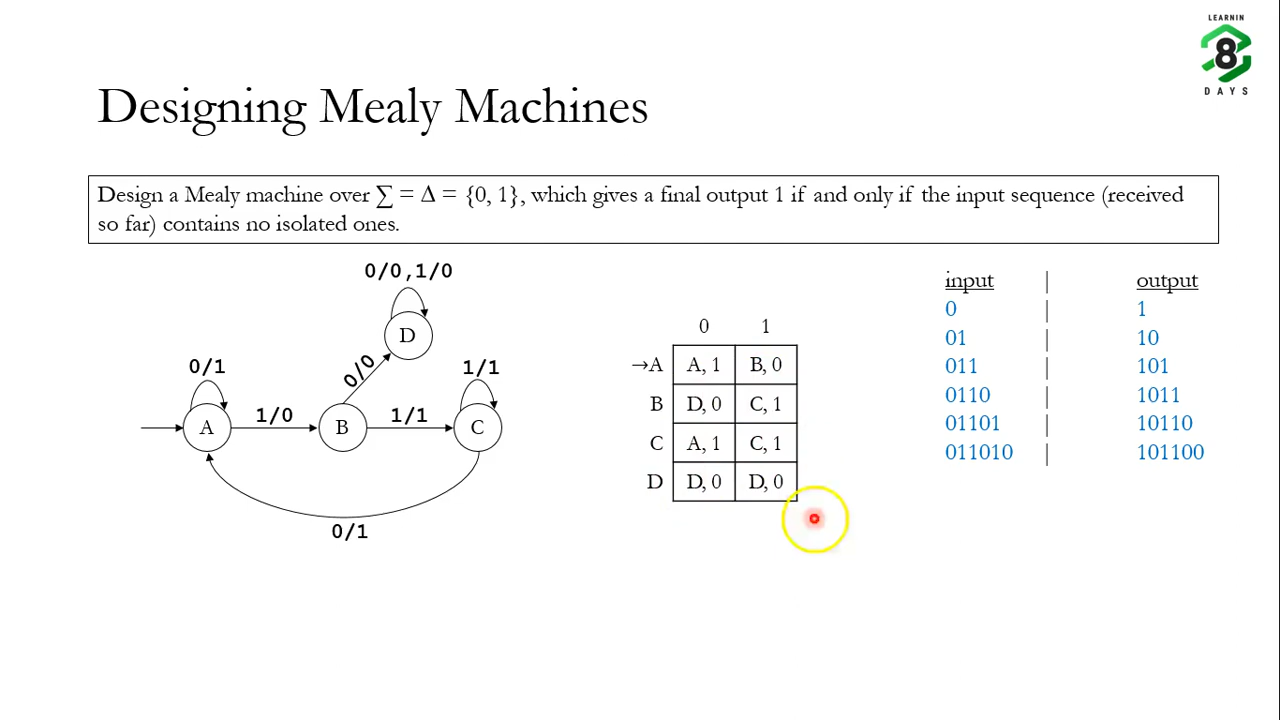 LEARNIN
8
DAYS
Designing Mealy Machines
Design a Mealy machine over ∑ = Δ = {0, 1}, which gives a final output 1 if and only if the input sequence (received
so far) contains no isolated ones.
0/0,1/0
D
0/0
0/1
1/1
A
1/0
B
1/1
C
0/1
0 1
→A A, 1 B, 0
B D, 0 C, 1
C A, 1 C, 1
D D, 0 D, 0
input | output
0 | 1
01 | 10
011 | 101
0110 | 1011
01101 | 10110
011010 | 101100